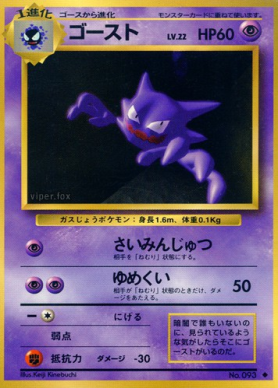 1進化
ゴースから進化
モンスターカードに重ねて使います。
ゴースト
LV.22 HP60
viper.fox
ガスじょうポケモン:身長1.6m、体重0.1Kg
さいみんじゅつ
相手を「ねむり」状態にする。
ゆめくい 50
相手が「ねむり」状態のときだけ、ダメージをあたえる。
にげる
弱点
抵抗力 ダメージ -30
暗闇で誰もいないの
に、見られているような
気がしたらそこにゴ
ーストがいるのだ。
Illus. Keiji Kinebuchi
No.093